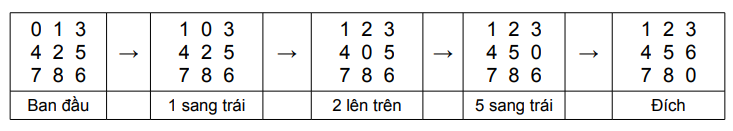 0 1 3 1 0 3 1 2 3 1 2 3 1 2 3
4 2 5 → 4 2 5 → 4 0 5 → 4 5 0 → 4 5 6
7 8 6 7 8 6 7 8 6 7 8 6 7 8 0
Ban đầu 1 sang trái 2 lên trên 5 sang trái Đích